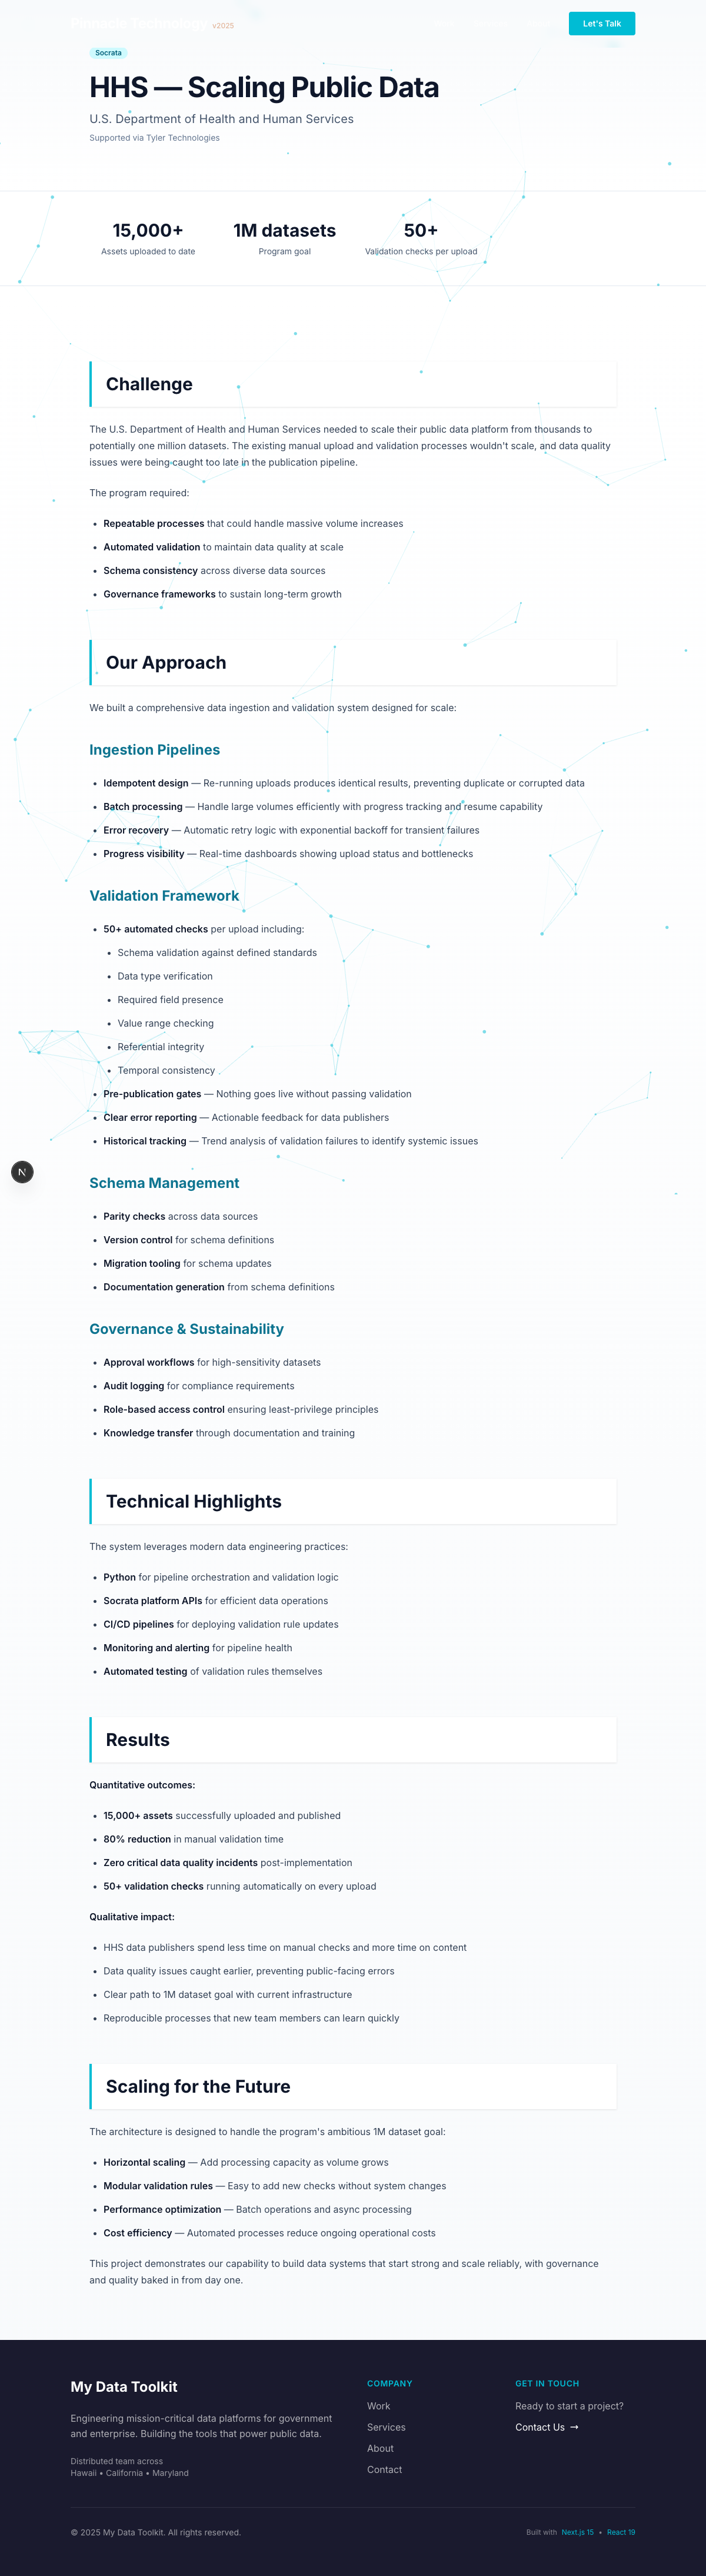 v2025
Let's Talk
Socrata
HHS — Scaling Public Data
U.S. Department of Health and Human Services
Supported via Tyler Technologies
15,000+
Assets uploaded to date
1M datasets
Program goal
50+
Validation checks per upload
Challenge
The U.S. Department of Health and Human Services needed to scale their public data platform from thousands to
potentially one million datasets. The existing manual upload and validation processes wouldn't scale, and data quality
issues were being caught too late in the publication pipeline.
The program required:
• Repeatable processes that could handle massive volume increases
• Automated validation to maintain data quality at scale
• Schema consistency across diverse data sources
• Governance frameworks to sustain long-term growth
Our Approach
We built a comprehensive data ingestion and validation system designed for scale:
Ingestion Pipelines
• Idempotent design — Re-running uploads produces identical results, preventing duplicate or corrupted data
• Batch processing — Handle large volumes efficiently with progress tracking and resume capability
• Error recovery — Automatic retry logic with exponential backoff for transient failures
• Progress visibility — Real-time dashboards showing upload status and bottlenecks
Validation Framework
• 50+ automated checks per upload including:
• Schema validation against defined standards
• Data type verification
• Required field presence
• Value range checking
• Referential integrity
• Temporal consistency
• Pre-publication gates — Nothing goes live without passing validation
• Clear error reporting — Actionable feedback for data publishers
• Historical tracking — Trend analysis of validation failures to identify systemic issues
N
Schema Management
• Parity checks across data sources
• Version control for schema definitions
• Migration tooling for schema updates
• Documentation generation from schema definitions
Governance & Sustainability
• Approval workflows for high-sensitivity datasets
• Audit logging for compliance requirements
• Role-based access control ensuring least-privilege principles
• Knowledge transfer through documentation and training
Technical Highlights
The system leverages modern data engineering practices:
• Python for pipeline orchestration and validation logic
• Socrata platform APIs for efficient data operations
• CI/CD pipelines for deploying validation rule updates
• Monitoring and alerting for pipeline health
• Automated testing of validation rules themselves
Results
Quantitative outcomes:
• 15,000+ assets successfully uploaded and published
• 80% reduction in manual validation time
• Zero critical data quality incidents post-implementation
• 50+ validation checks running automatically on every upload
Qualitative impact:
• HHS data publishers spend less time on manual checks and more time on content
• Data quality issues caught earlier, preventing public-facing errors
• Clear path to 1M dataset goal with current infrastructure
• Reproducible processes that new team members can learn quickly
Scaling for the Future
The architecture is designed to handle the program's ambitious 1M dataset goal:
• Horizontal scaling — Add processing capacity as volume grows
• Modular validation rules — Easy to add new checks without system changes
• Performance optimization — Batch operations and async processing
• Cost efficiency — Automated processes reduce ongoing operational costs
This project demonstrates our capability to build data systems that start strong and scale reliably, with governance
and quality baked in from day one.
My Data Toolkit
Engineering mission-critical data platforms for government
and enterprise. Building the tools that power public data.
Distributed team across
Hawaii • California • Maryland
COMPANY
Work
Services
About
Contact
GET IN TOUCH
Ready to start a project?
Contact Us →
© 2025 My Data Toolkit. All rights reserved.
Built with Next.js 15 • React 19